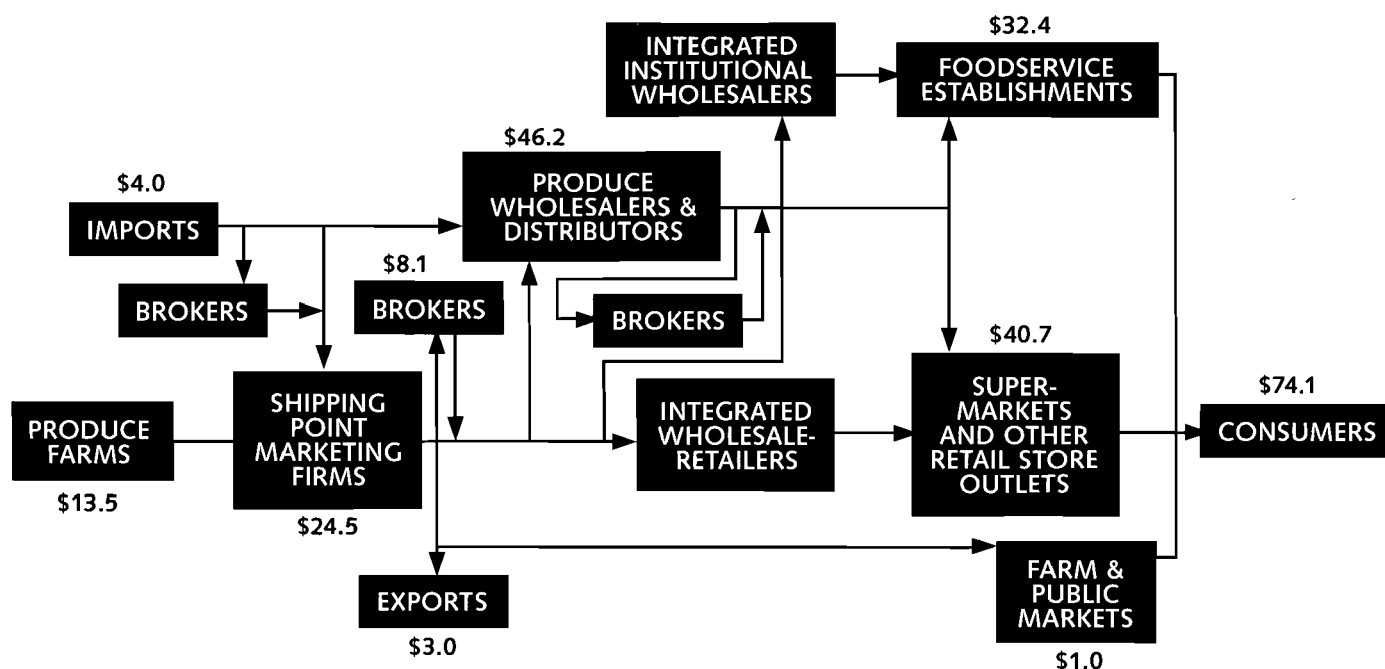 $32.4
INTEGRATED
INSTITUTIONAL
WHOLESALERS
FOODSERVICE
ESTABLISHMENTS
$46.2
PRODUCE
WHOLESALERS &
DISTRIBUTORS
$4.0
IMPORTS
BROKERS
$8.1
BROKERS
BROKERS
$40.7
SUPER-
MARKETS
AND OTHER
RETAIL STORE
OUTLETS
$74.1
CONSUMERS
PRODUCE
FARMS
$13.5
SHIPPING
POINT
MARKETING
FIRMS
$24.5
INTEGRATED
WHOLESALE-
RETAILERS
EXPORTS
$3.0
FARM &
PUBLIC
MARKETS
$1.0